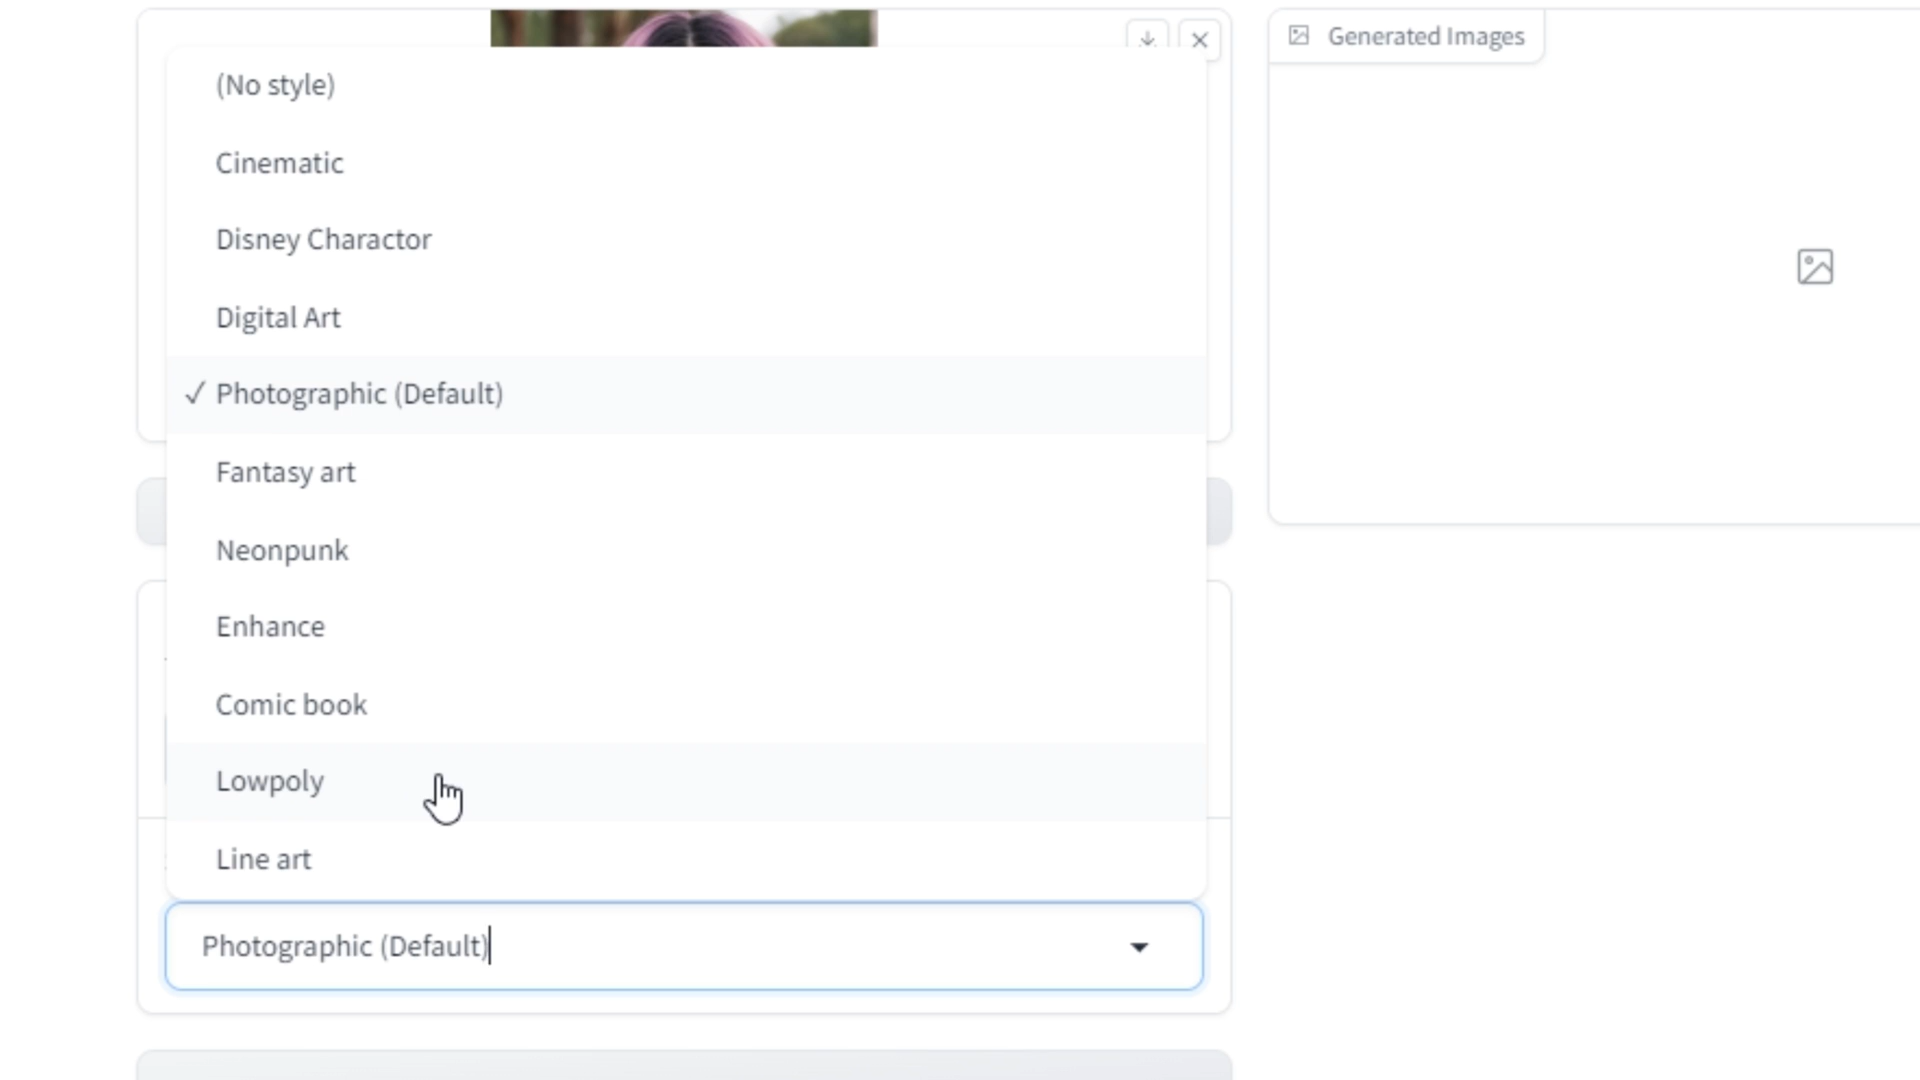 Generated Images
(No style)
Cinematic
Disney Charactor
Digital Art
✓ Photographic (Default)
Fantasy art
Neonpunk
Enhance
Comic book
Lowpoly
Line art
Photographic (Default)